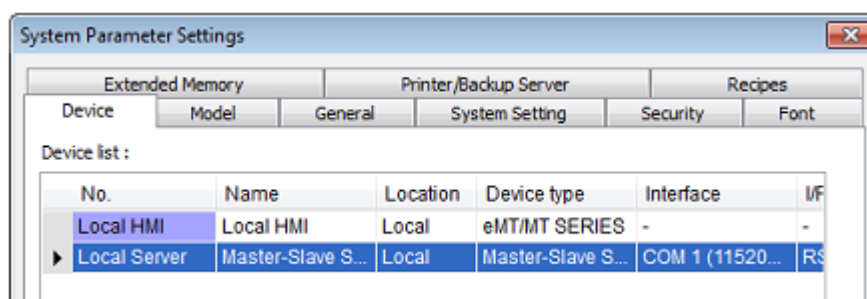 System Parameter Settings
Extended Memory Printer/Backup Server Recipes
Device Model General System Setting Security Font
Device list :
No. Name Location Device type Interface I/F
Local HMI Local HMI Local eMT/MT SERIES - -
Local Server Master-Slave S... Local Master-Slave S... COM 1 (11520... RS